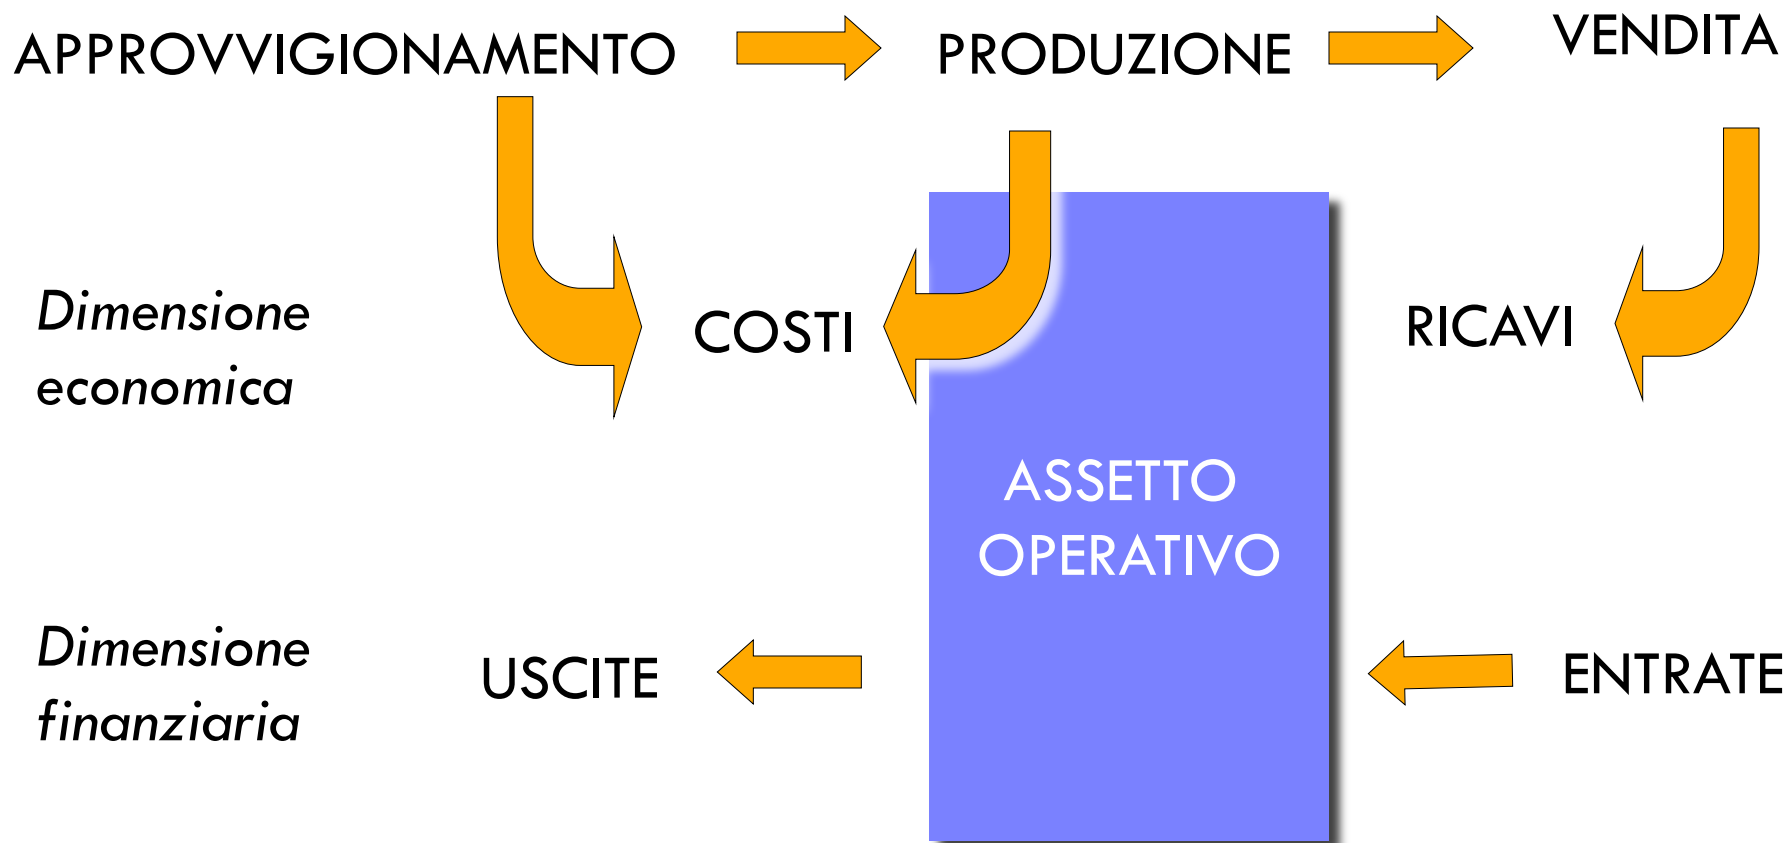 APPROVVIGIONAMENTO
PRODUZIONE
VENDITA
Dimensione
economica
COSTI
RICAVI
ASSETTO
OPERATIVO
Dimensione
finanziaria
USCITE
ENTRATE